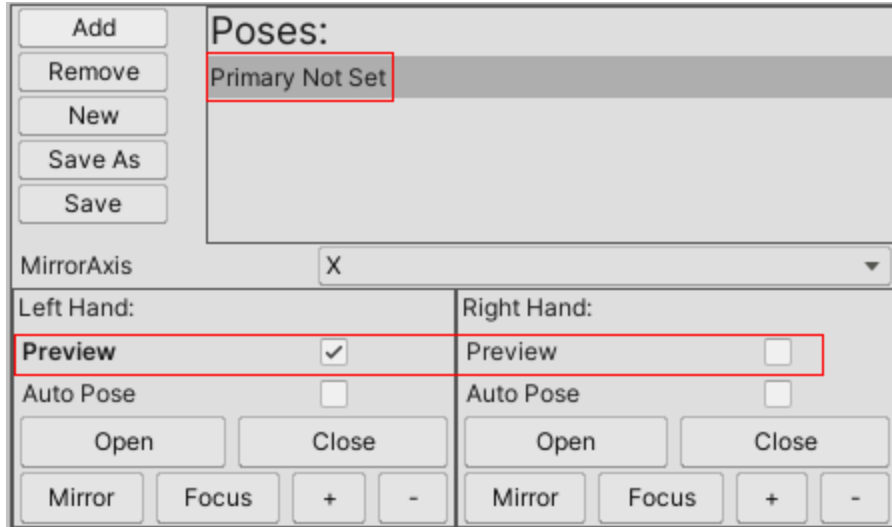 Add
Remove
New
Save As
Save
Poses:
Primary Not Set
MirrorAxis X
Left Hand:
Preview
Auto Pose
Open Close
Mirror Focus + -
Right Hand:
Preview
Auto Pose
Open Close
Mirror Focus + -